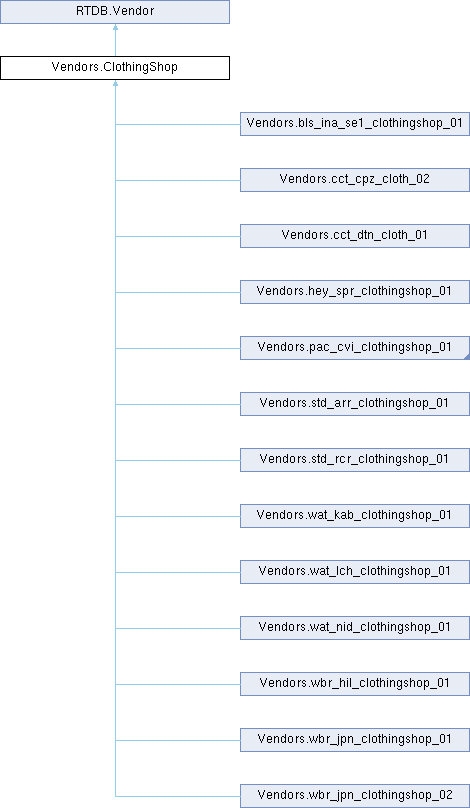 RTDB.Vendor
Vendors.ClothingShop
Vendors.bls_ina_se1_clothingshop_01
Vendors.cct_cpz_cloth_02
Vendors.cct_dtn_cloth_01
Vendors.hey_spr_clothingshop_01
Vendors.pac_cvi_clothingshop_01
Vendors.std_arr_clothingshop_01
Vendors.std_rcr_clothingshop_01
Vendors.wat_kab_clothingshop_01
Vendors.wat_lch_clothingshop_01
Vendors.wat_nid_clothingshop_01
Vendors.wbr_hil_clothingshop_01
Vendors.wbr_jpn_clothingshop_01
Vendors.wbr_jpn_clothingshop_02